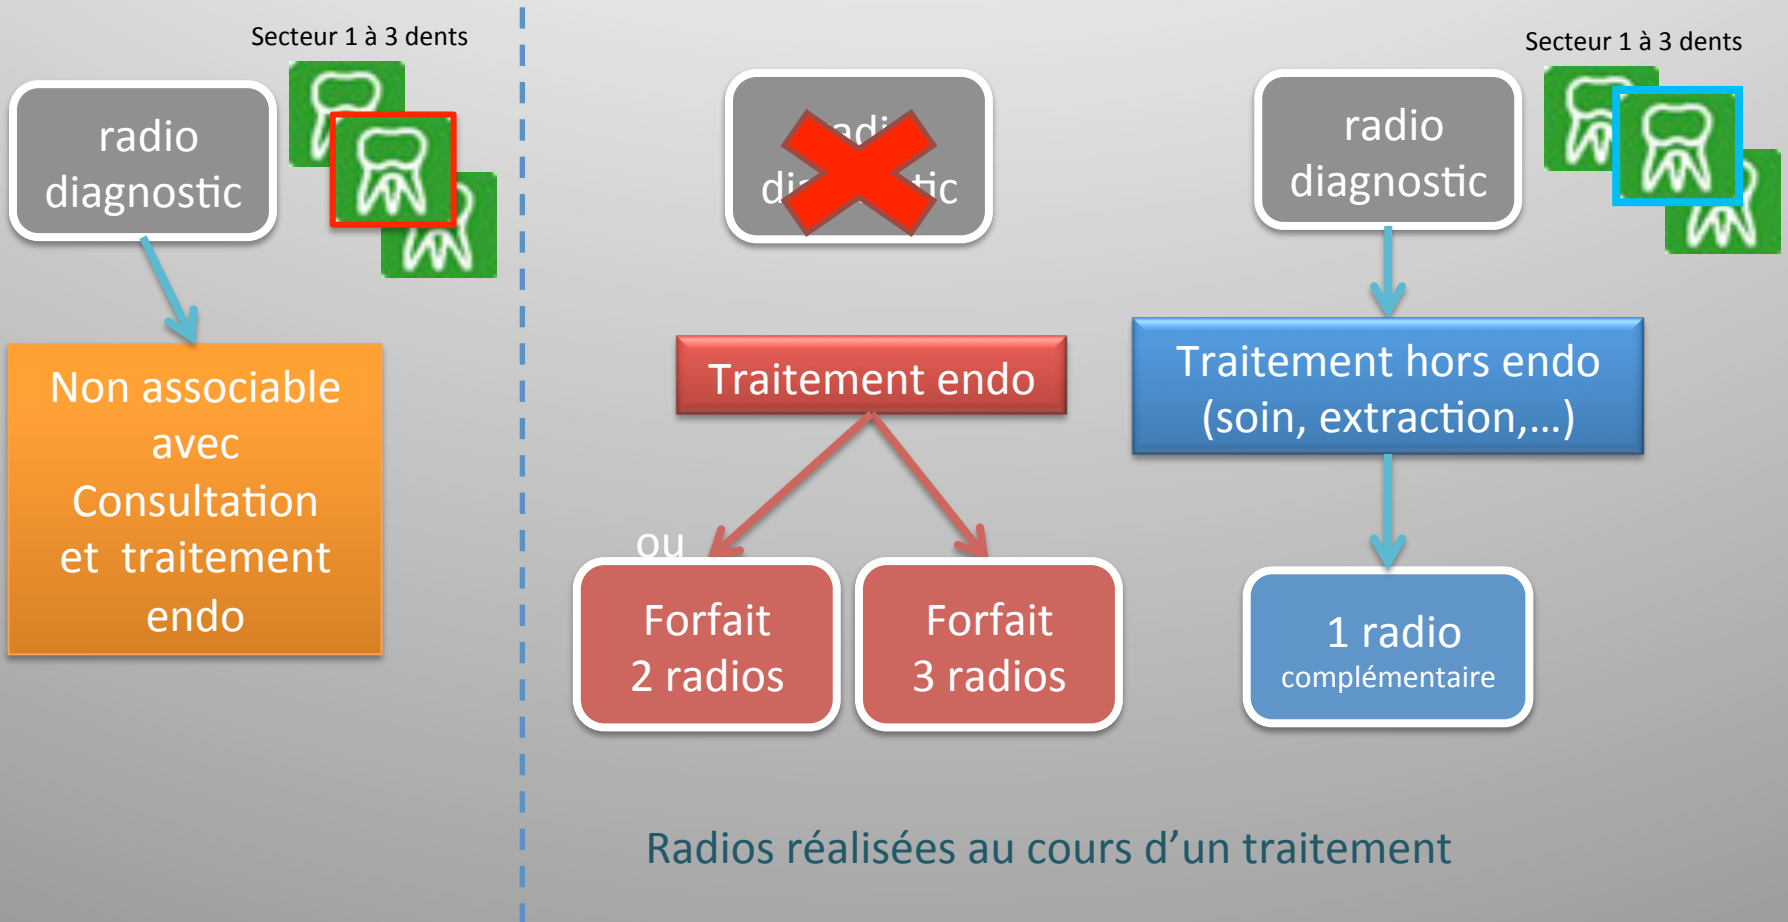 Secteur 1 à 3 dents
radio
diagnostic
Non associable
avec
Consultation
et traitement
endo
Traitement endo
ou
Forfait
2 radios
Forfait
3 radios
Secteur 1 à 3 dents
radio
diagnostic
Traitement hors endo
(soin, extraction,...)
1 radio
complémentaire
Radios réalisées au cours d’un traitement